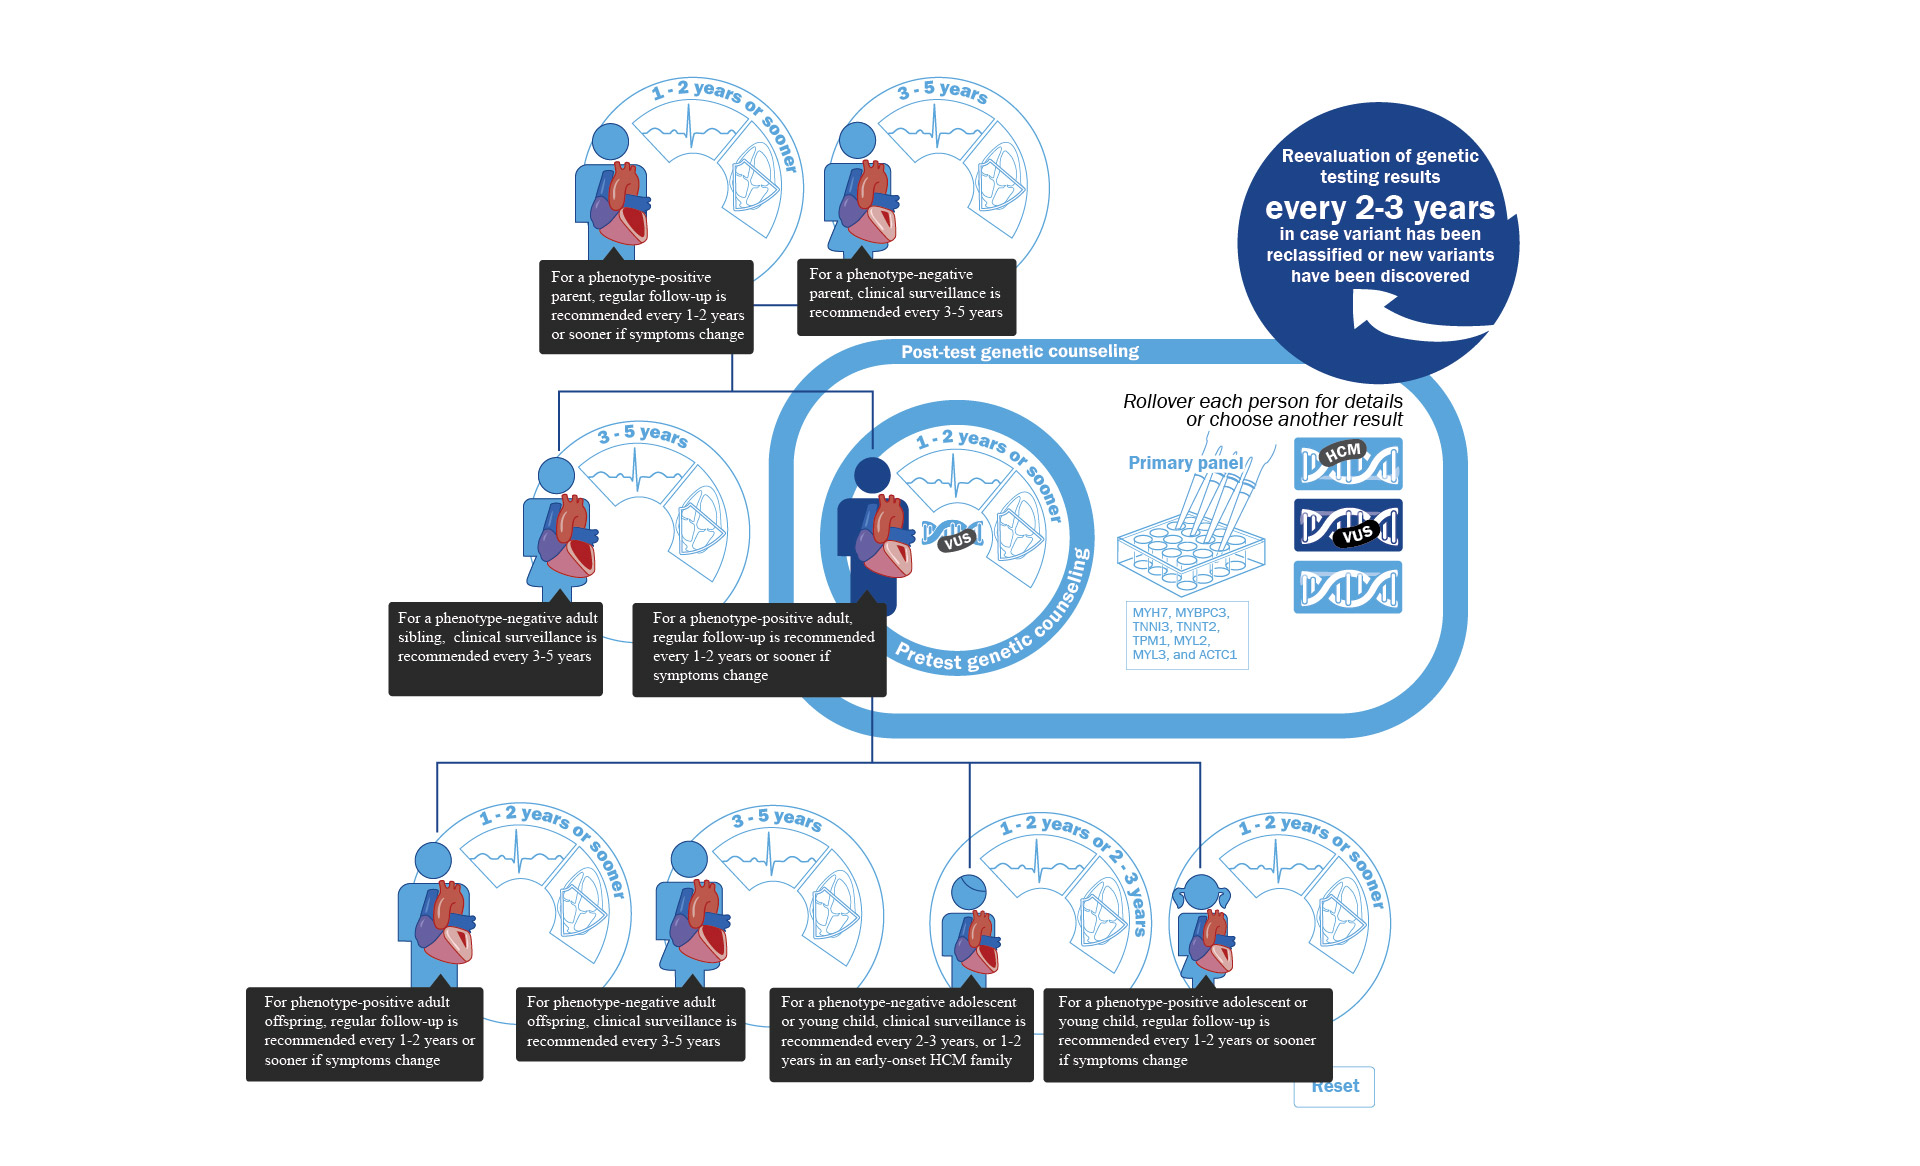 1 - 2 years or sooner
3 - 5 years
Reevaluation of genetic
testing results
every 2-3 years
in case variant has been
reclassified or new variants
have been discovered
For a phenotype-positive
parent, regular follow-up is
recommended every 1-2 years
or sooner if symptoms change
For a phenotype-negative
parent, clinical surveillance is
recommended every 3-5 years
Post-test genetic counseling
Rollover each person for details
or choose another result
3 - 5 years
1 - 2 years or sooner
VUS
Pretest genetic counseling
Primary panel
HCM
VUS
MYH7, MYBPC3,
TNNI3, TNNT2,
TPM1, MYL2,
MYL3, and ACTC1
For a phenotype-negative adult
sibling, clinical surveillance is
recommended every 3-5 years
For a phenotype-positive adult,
regular follow-up is recommended
every 1-2 years or sooner if
symptoms change
1 - 2 years or sooner
3 - 5 years
1 - 2 years or 2 - 3 years
1 - 2 years or sooner
For phenotype-positive adult
offspring, regular follow-up is
recommended every 1-2 years or
sooner if symptoms change
For phenotype-negative adult
offspring, clinical surveillance is
recommended every 3-5 years
For a phenotype-negative adolescent
or young child, clinical surveillance is
recommended every 2-3 years, or 1-2
years in an early-onset HCM family
For a phenotype-positive adolescent or
young child, regular follow-up is
recommended every 1-2 years or sooner
if symptoms change
Reset